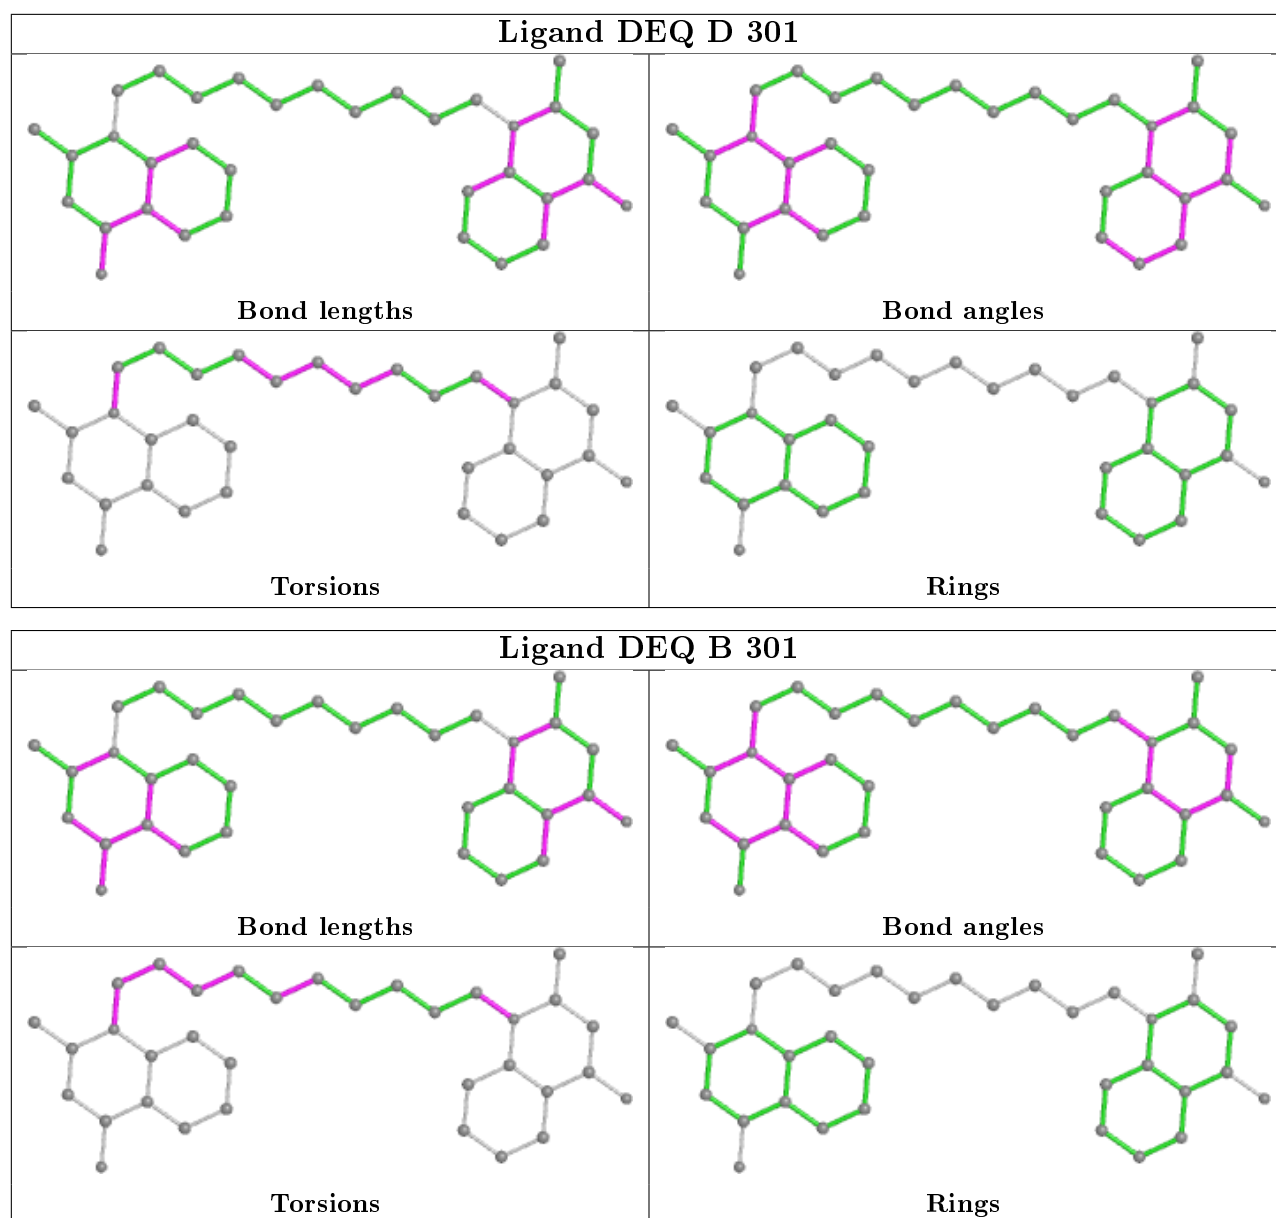 Ligand DEQ D 301
Bond lengths
Bond angles
Torsions
Rings
Ligand DEQ B 301
Bond lengths
Bond angles
Torsions
Rings